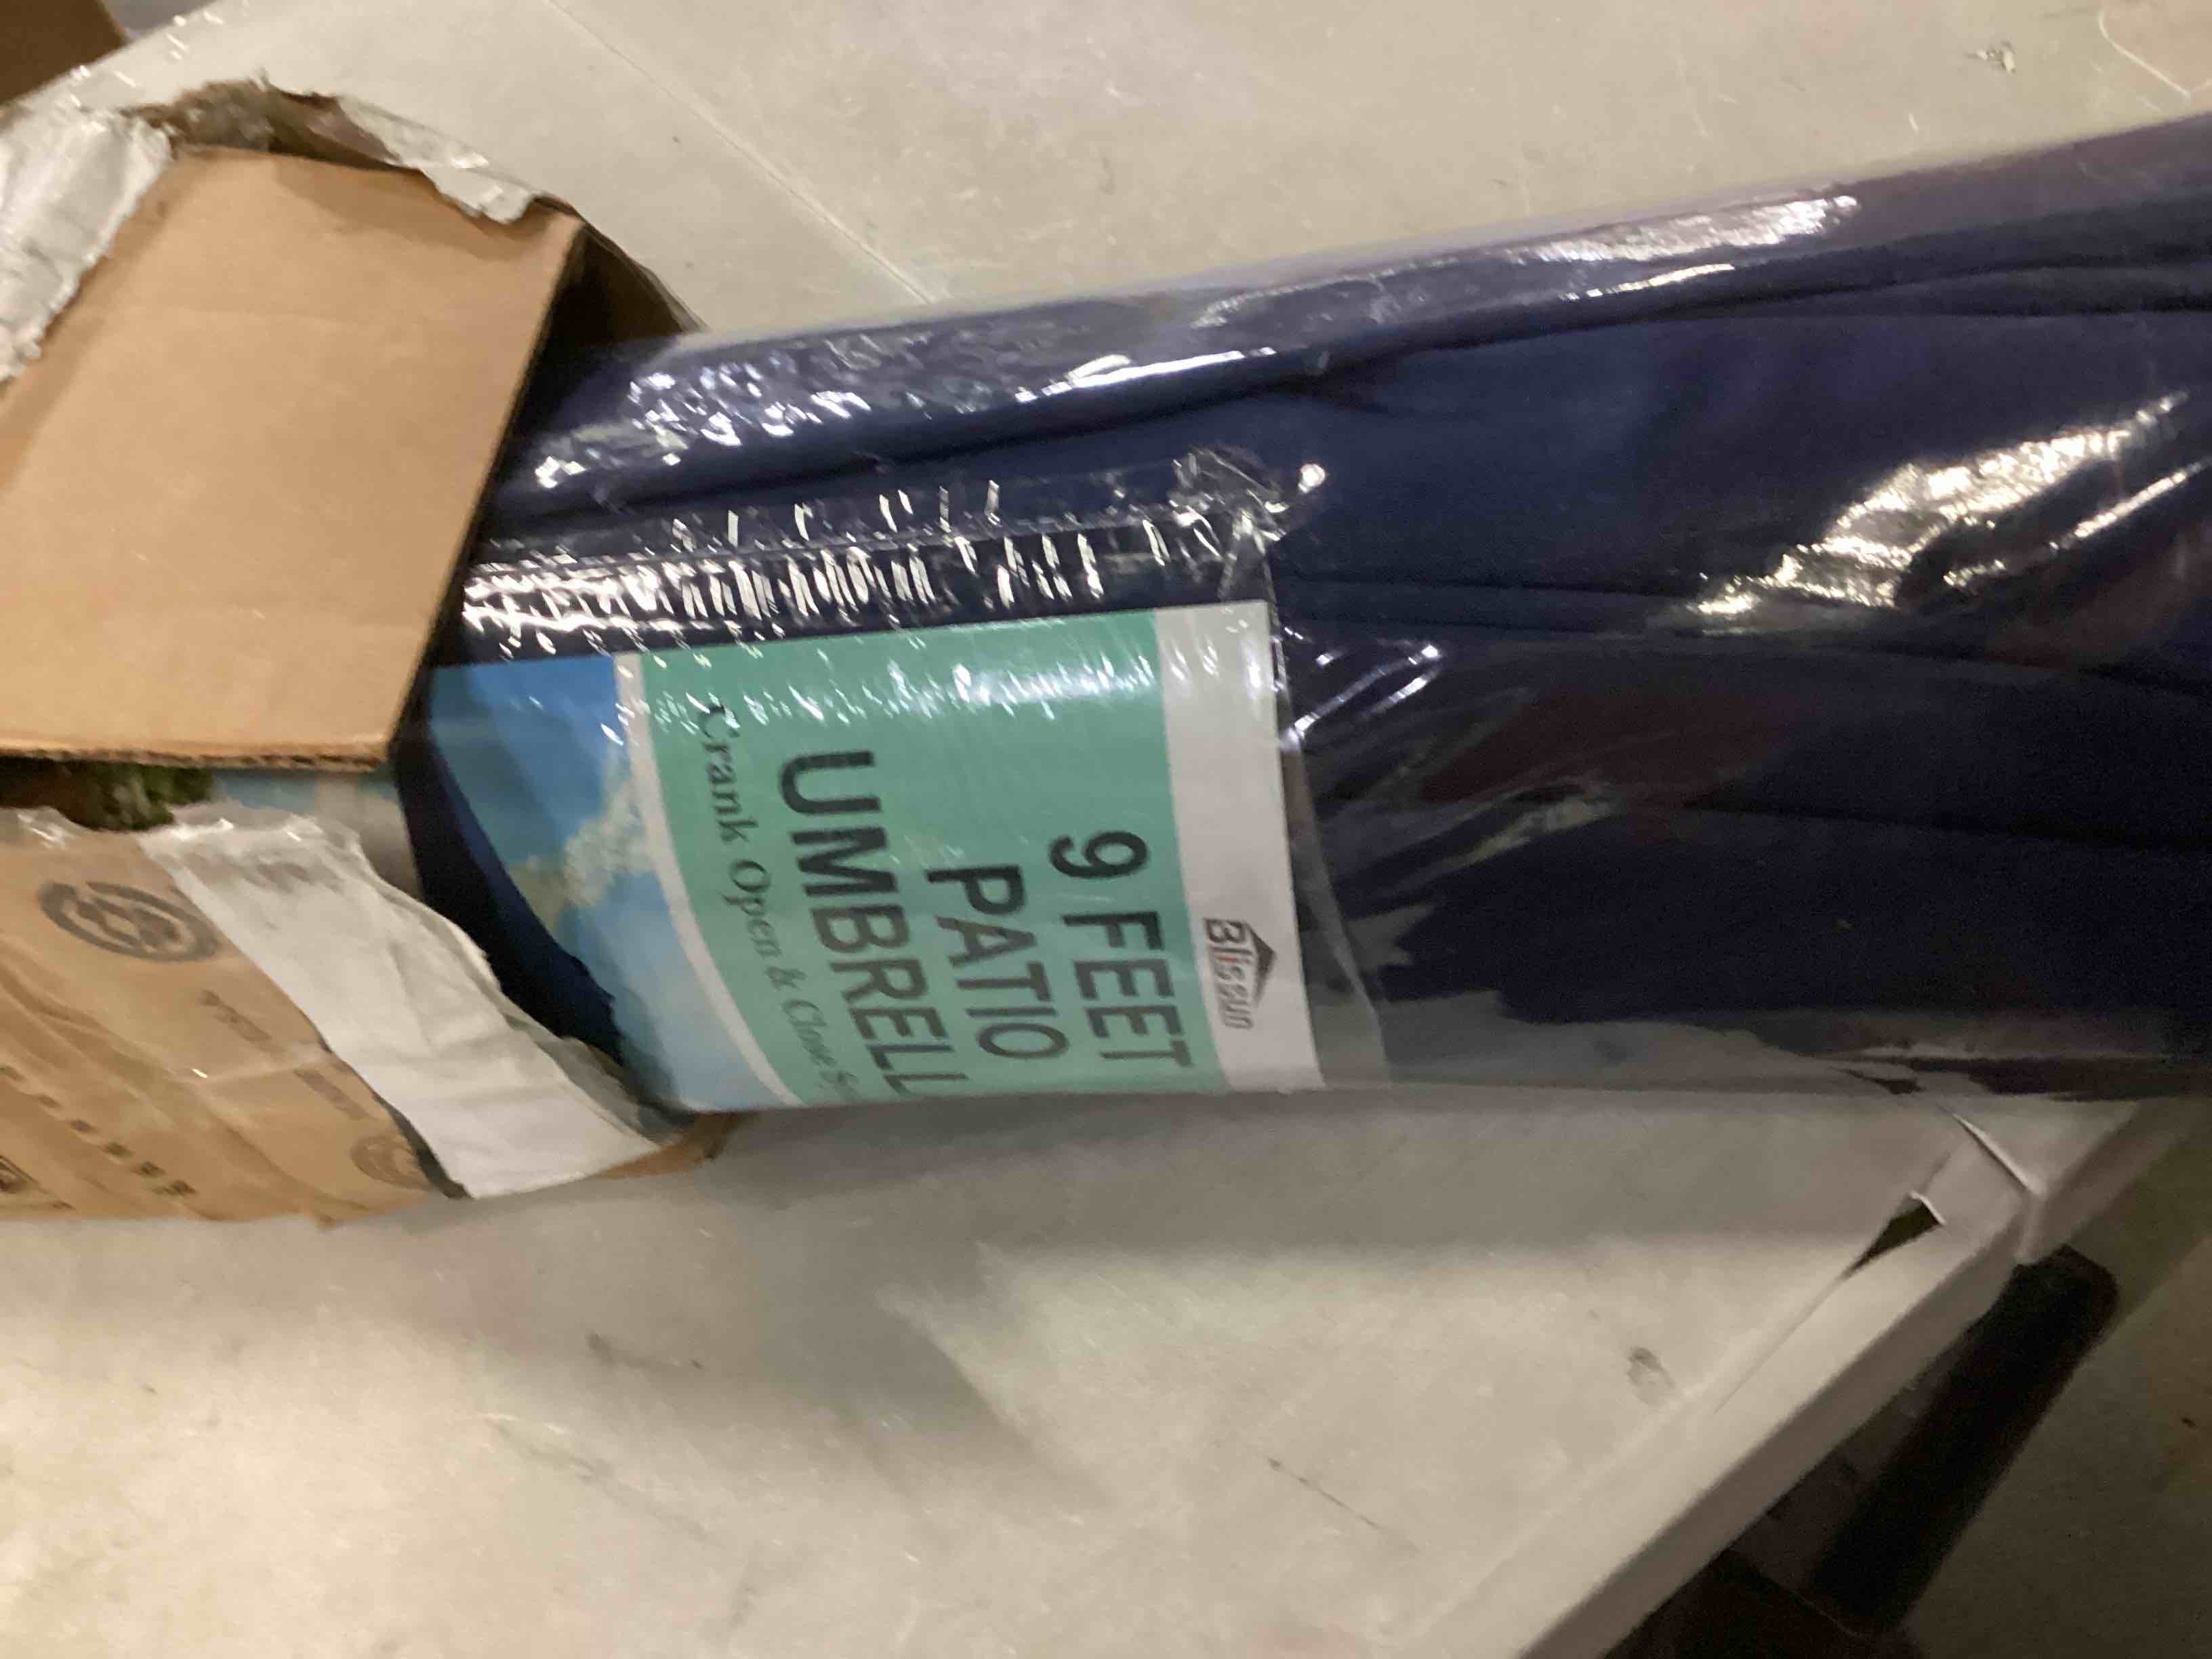 Blissun
9 FEET
PATIO
UMBRELL
Crank Open & Close S